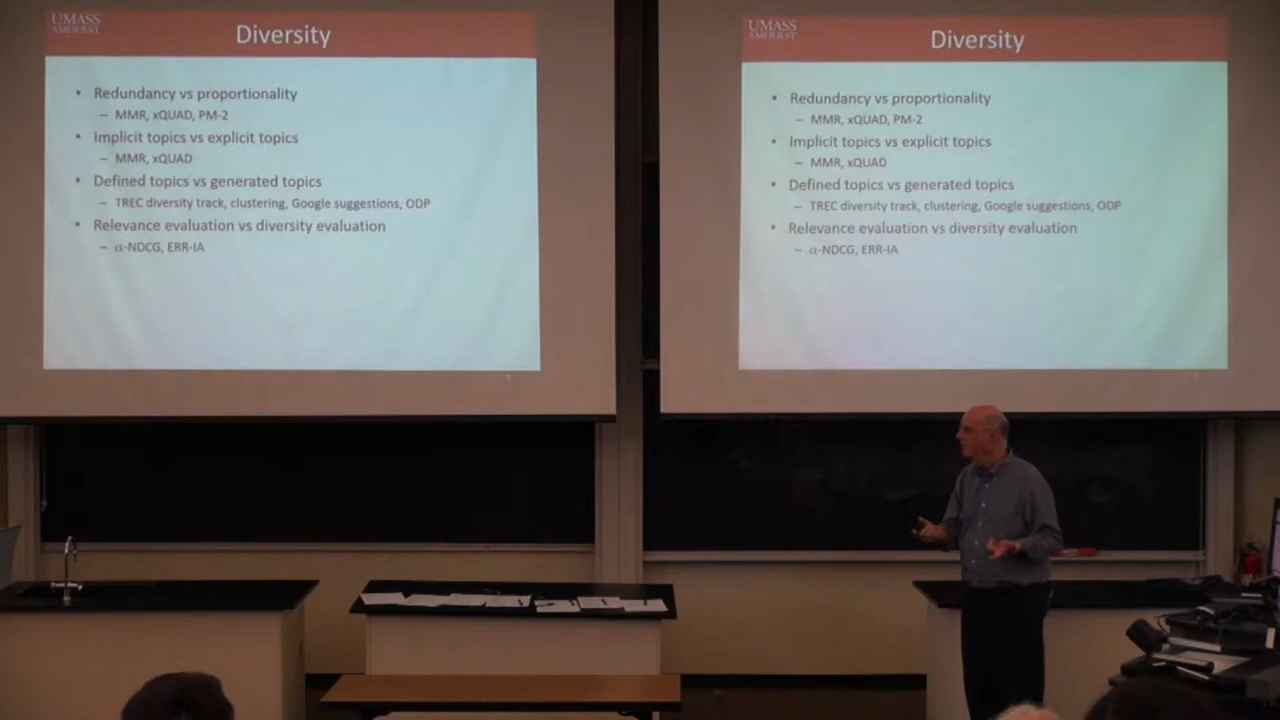 UMASS
AMHERST
Diversity
• Redundancy vs proportionality
– MMR, xQUAD, PM-2
• Implicit topics vs explicit topics
– MMR, xQUAD
• Defined topics vs generated topics
– TREC diversity track, clustering, Google suggestions, ODP
• Relevance evaluation vs diversity evaluation
– α-NDCG, ERR-IA
UMASS
AMHERST
Diversity
• Redundancy vs proportionality
– MMR, xQUAD, PM-2
• Implicit topics vs explicit topics
– MMR, xQUAD
• Defined topics vs generated topics
– TREC diversity track, clustering, Google suggestions, ODP
• Relevance evaluation vs diversity evaluation
– α-NDCG, ERR-IA